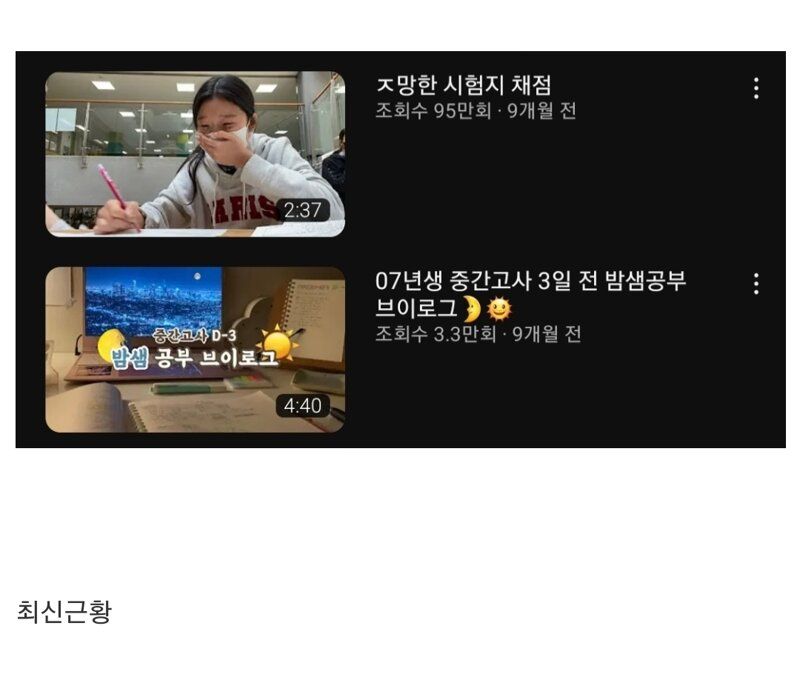 ㅈ망한 시험지 채점
조회수 95만회 · 9개월 전
PARIS
2:37
07년생 중간고사 3일 전 밤샘공부
브이로그🌛🌞
조회수 3.3만회 · 9개월 전
중간고사 D-3
밤샘 공부 브이로그
4:40
최신근황